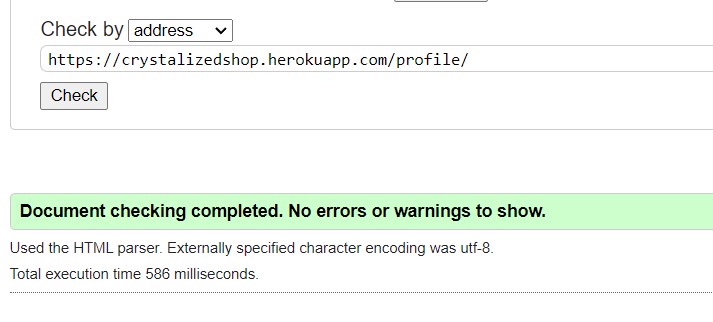 Check by address
https://crystalizedshop.herokuapp.com/profile/
Check
Document checking completed. No errors or warnings to show.
Used the HTML parser. Externally specified character encoding was utf-8.
Total execution time 586 milliseconds.